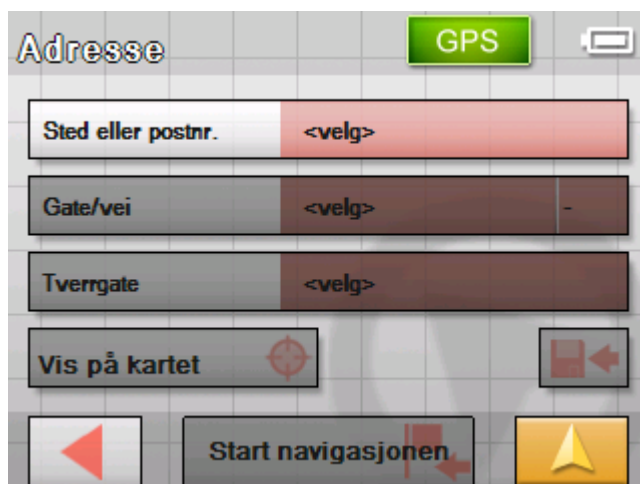 Adresse
GPS
Sted eller postnr. <velg>
Gate/vei <velg> -
Tverrgate <velg>
Vis på kartet
Start navigasjonen